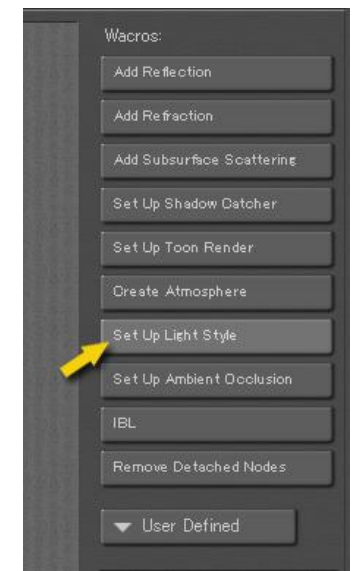 Wacros:
Add Reflection
Add Refraction
Add Subsurface Scattering
Set Up Shadow Catcher
Set Up Toon Render
Create Atmosphere
Set Up Light Style
Set Up Ambient Occlusion
IBL
Remove Detached Nodes
User Defined